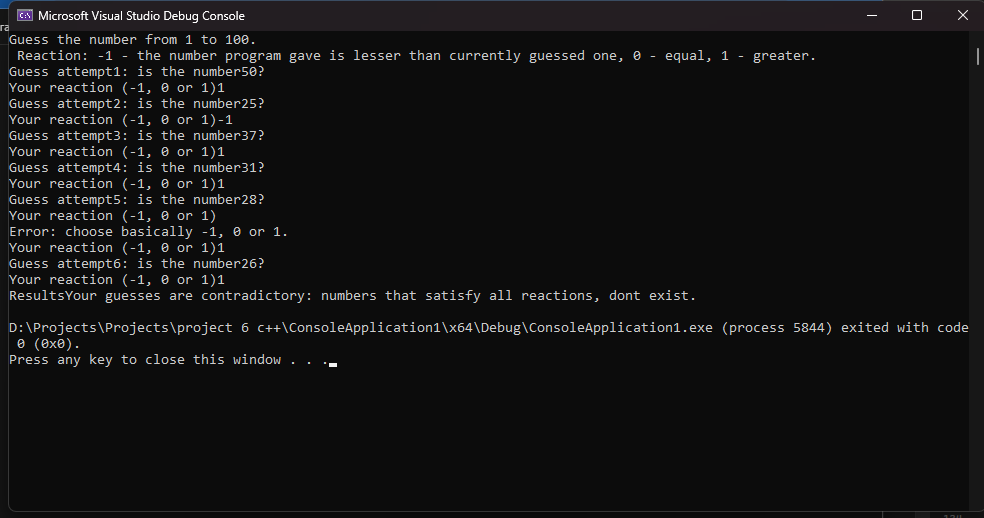 Microsoft Visual Studio Debug Console
Guess the number from 1 to 100.
Reaction: -1 - the number program gave is lesser than currently guessed one, 0 - equal, 1 - greater.
Guess attempt1: is the number50?
Your reaction (-1, 0 or 1)1
Guess attempt2: is the number25?
Your reaction (-1, 0 or 1)-1
Guess attempt3: is the number37?
Your reaction (-1, 0 or 1)1
Guess attempt4: is the number31?
Your reaction (-1, 0 or 1)1
Guess attempt5: is the number28?
Your reaction (-1, 0 or 1)
Error: choose basically -1, 0 or 1.
Your reaction (-1, 0 or 1)1
Guess attempt6: is the number26?
Your reaction (-1, 0 or 1)1
ResultsYour guesses are contradictory: numbers that satisfy all reactions, dont exist.
D:\Projects\Projects\project 6 c++\ConsoleApplication1\x64\Debug\ConsoleApplication1.exe (process 5844) exited with code
0 (0x0).
Press any key to close this window . . .